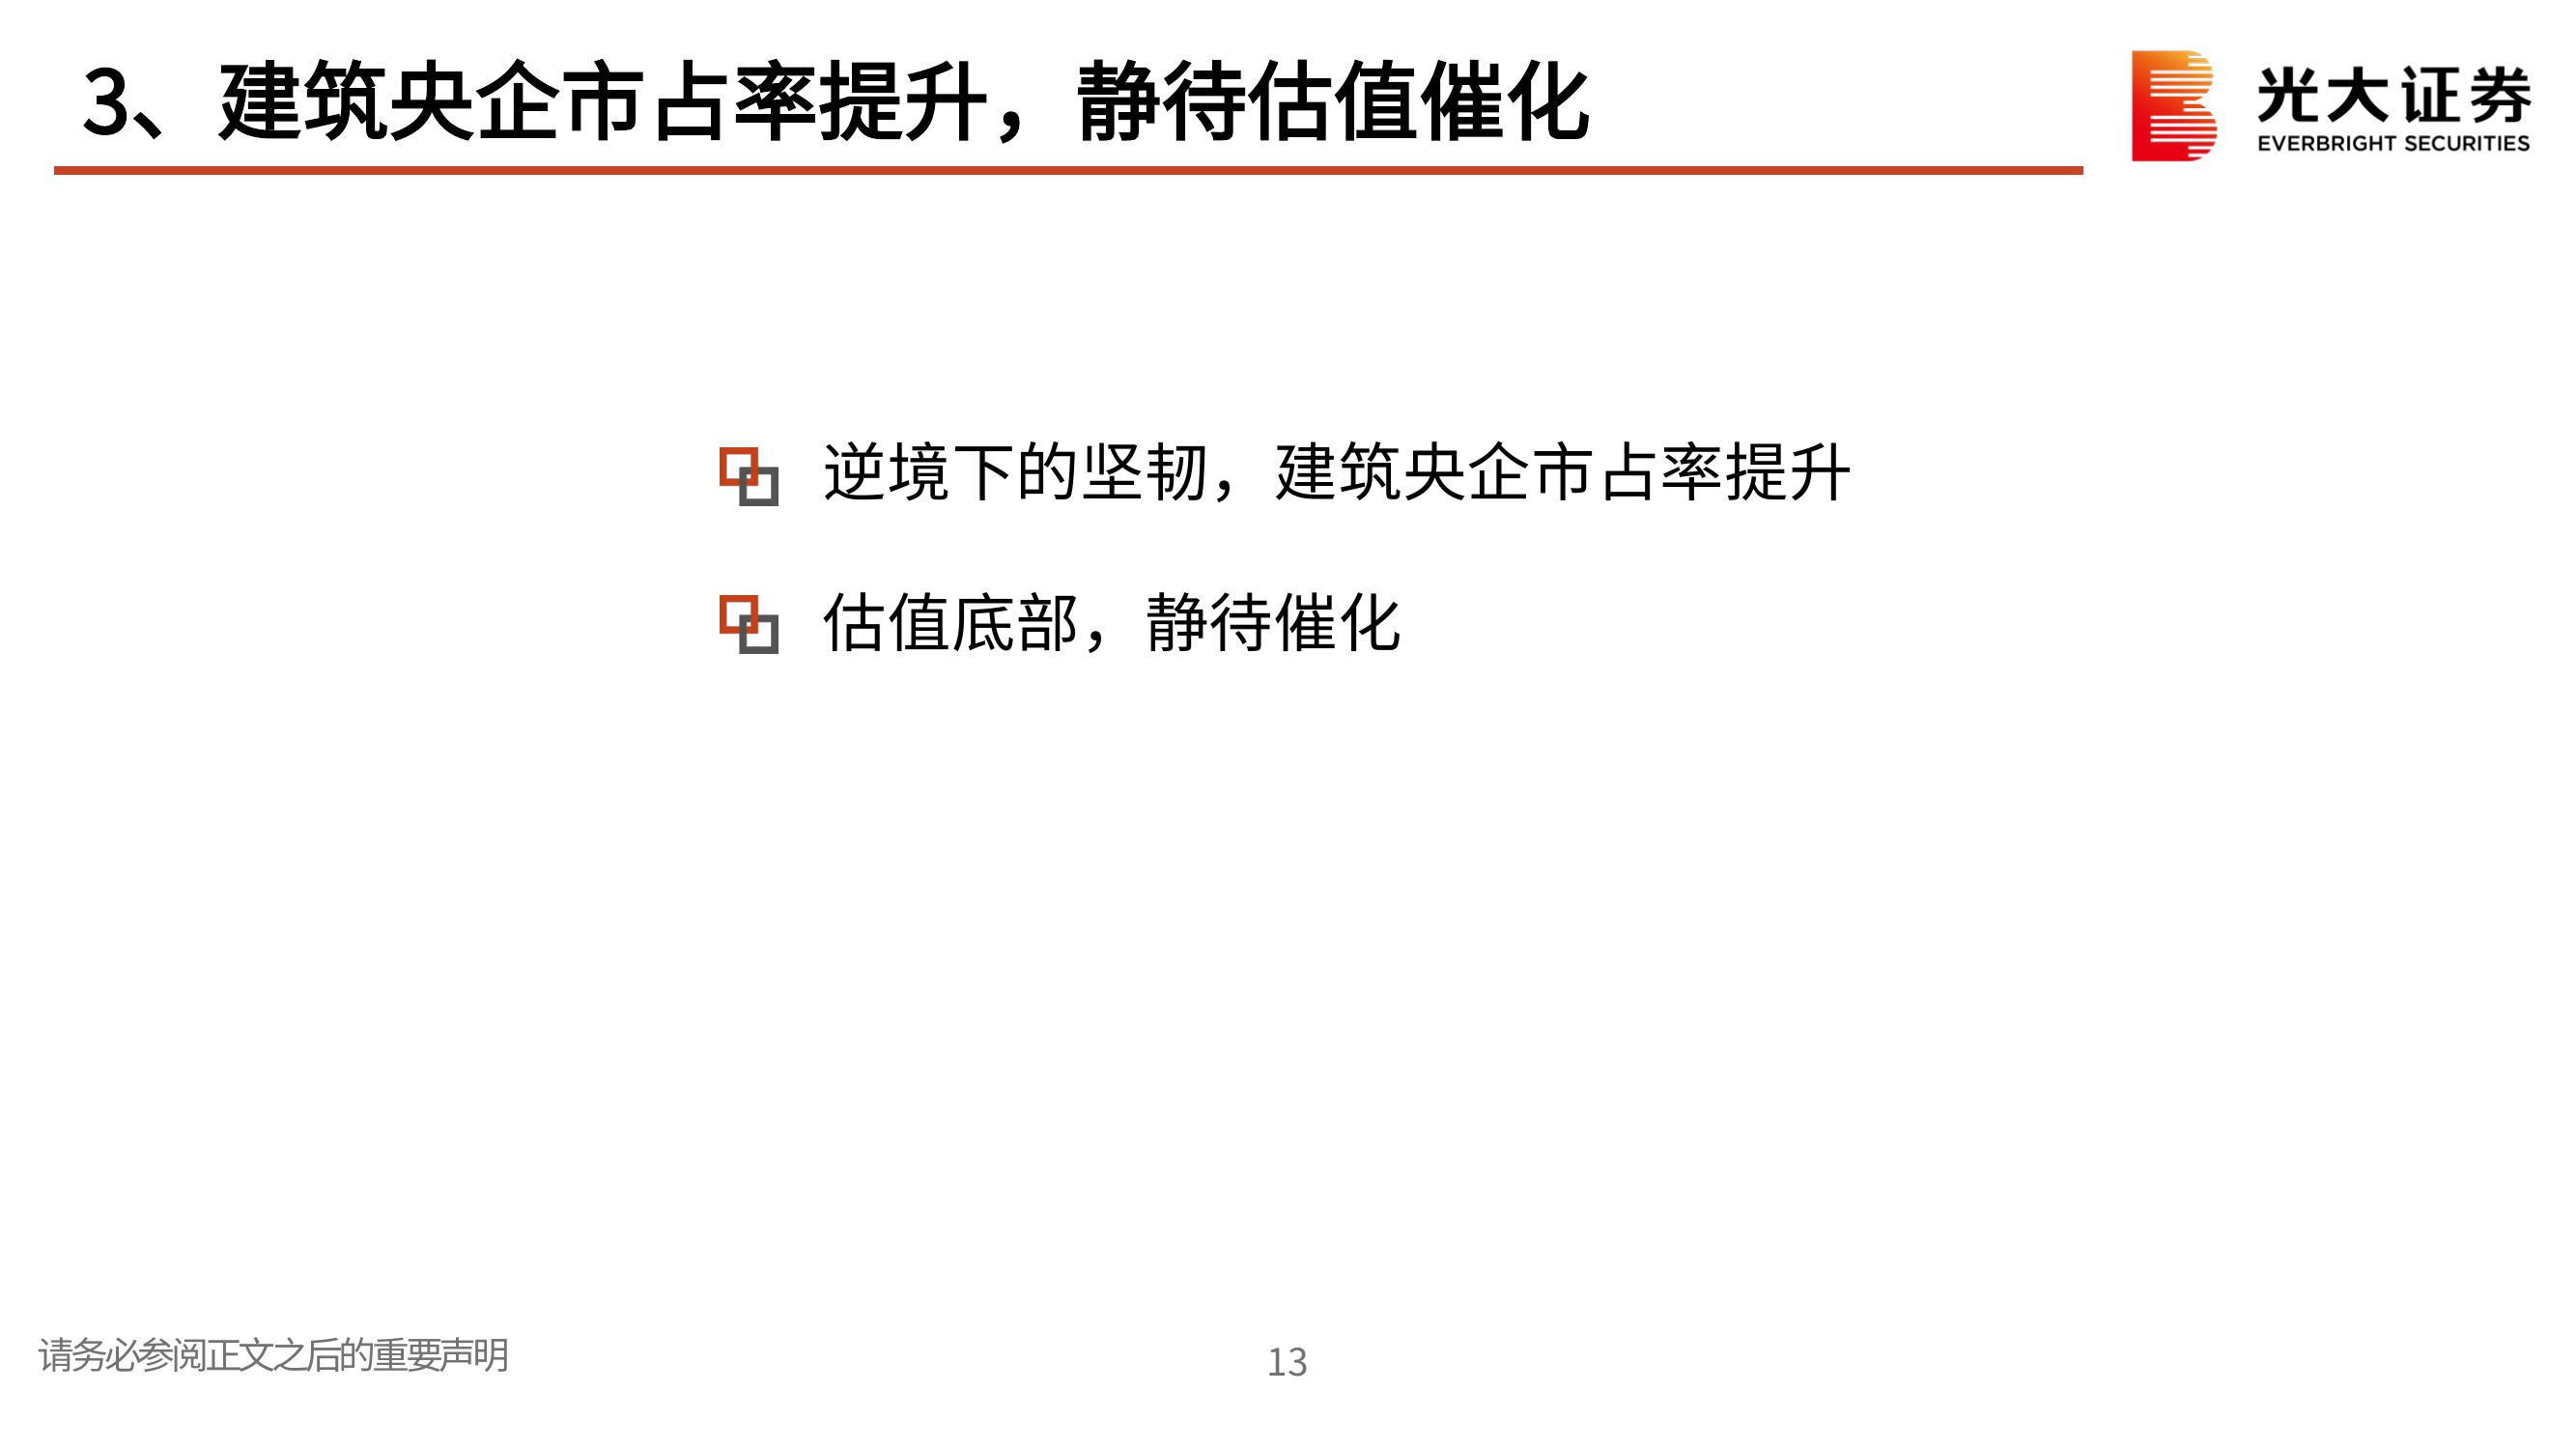 3、建筑央企市占率提升，静待估值催化
光大证券
EVERBRIGHT SECURITIES
逆境下的坚韧，建筑央企市占率提升
估值底部，静待催化
请务必参阅正文之后的重要声明
13